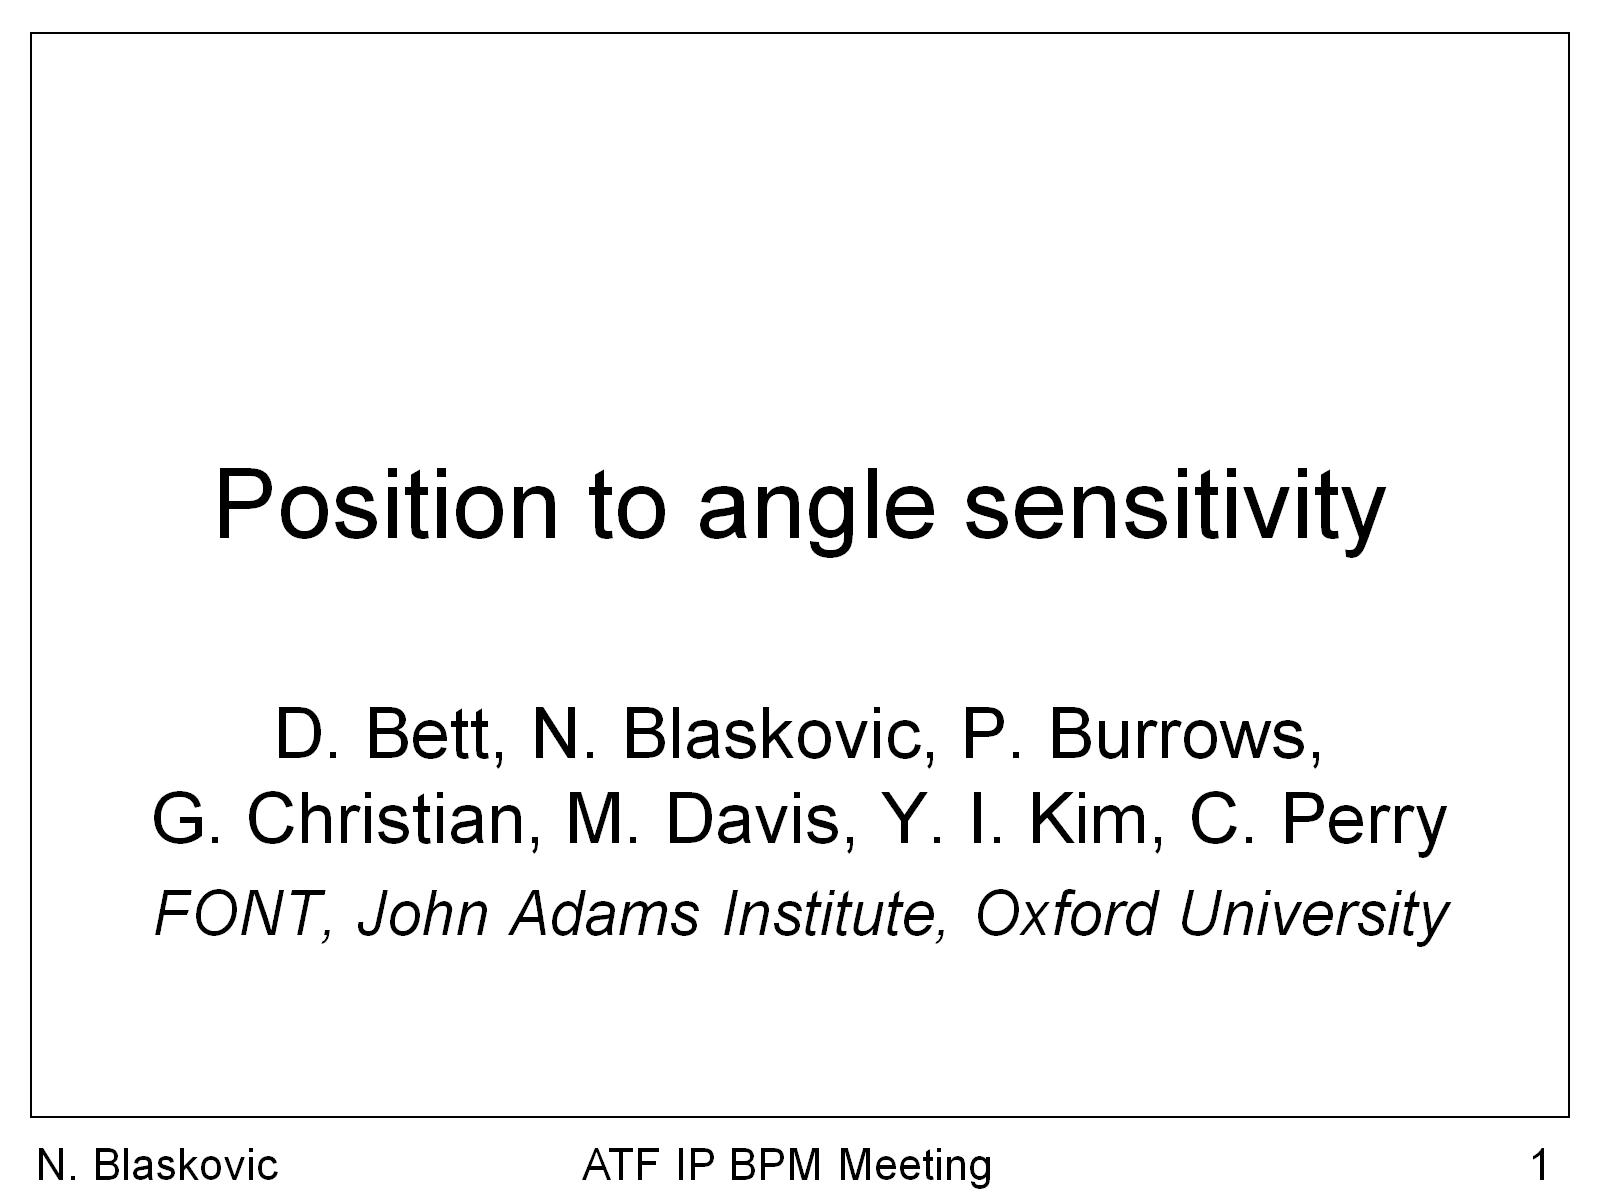 Position to angle sensitivity
D. Bett, N. Blaskovic, P. Burrows,
G. Christian, M. Davis, Y. I. Kim, C. Perry
FONT, John Adams Institute, Oxford University
N. Blaskovic
ATF IP BPM Meeting
1